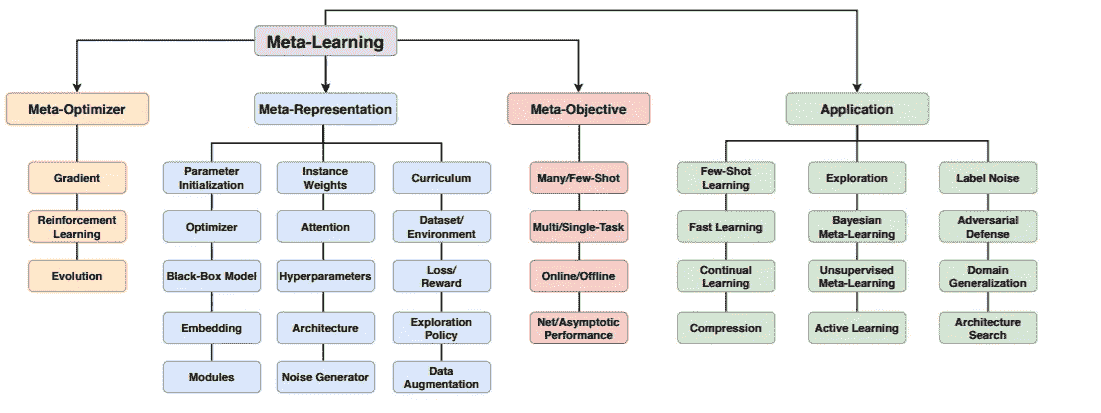 Meta-Learning
Meta-Optimizer
Meta-Representation
Meta-Objective
Application
Gradient
Reinforcement
Learning
Evolution
Parameter
Initialization
Optimizer
Black-Box Model
Embedding
Modules
Instance
Weights
Attention
Hyperparameters
Architecture
Noise Generator
Curriculum
Dataset/
Environment
Loss/
Reward
Exploration
Policy
Data
Augmentation
Many/Few-Shot
Multi/Single-Task
Online/Offline
Net/Asymptotic
Performance
Few-Shot
Learning
Fast Learning
Continual
Learning
Compression
Exploration
Bayesian
Meta-Learning
Unsupervised
Meta-Learning
Active Learning
Label Noise
Adversarial
Defense
Domain
Generalization
Architecture
Search